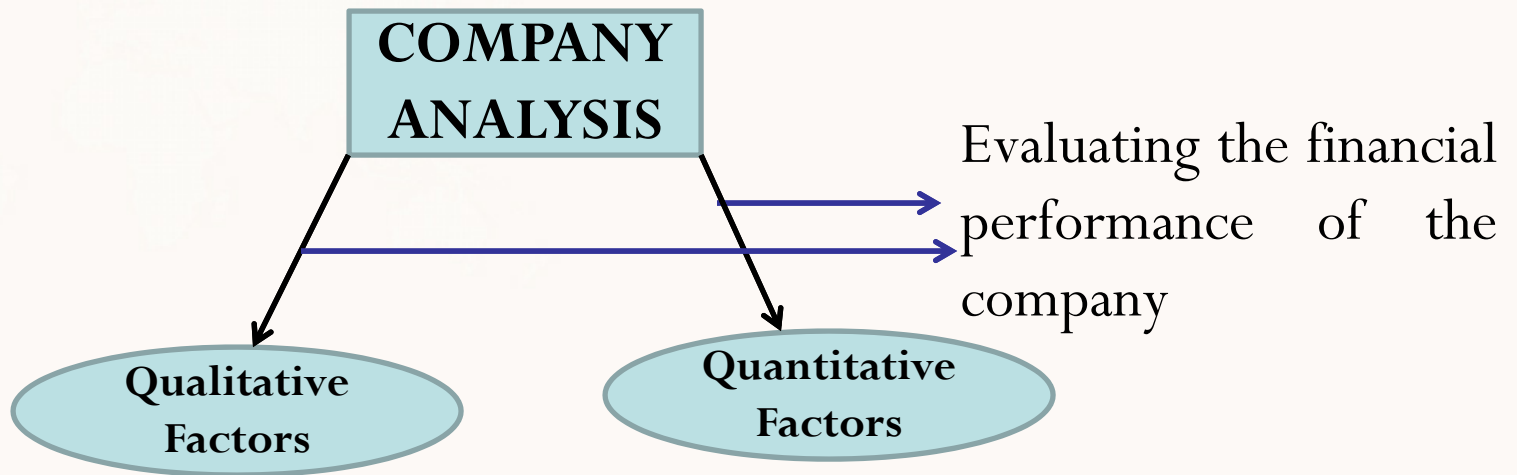 COMPANY
ANALYSIS
Evaluating the financial
performance of the
company
Qualitative
Factors
Quantitative
Factors